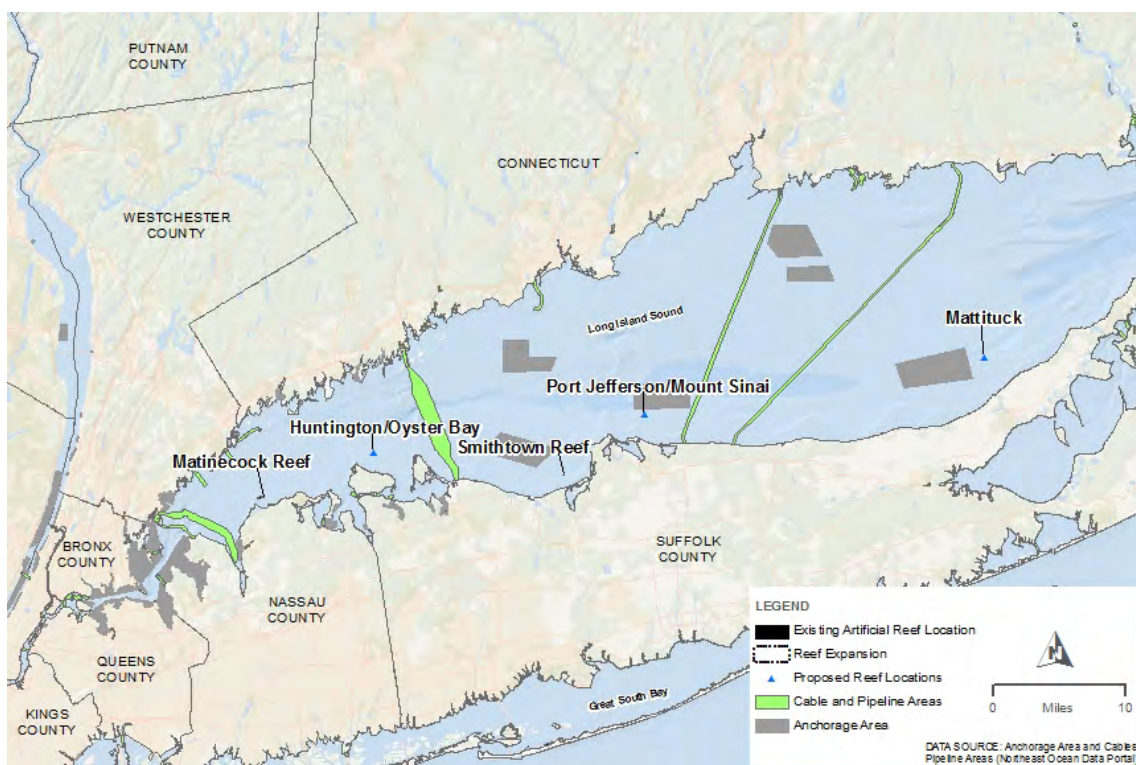 PUTNAM
COUNTY
CONNECTICUT
WESTCHESTER
COUNTY
Long Island Sound
Mattituck
Port Jefferson/Mount Sinai
Huntington/Oyster Bay
Smithtown Reef
Matinecock Reef
BRONX
COUNTY
SUFFOLK
COUNTY
NASSAU
COUNTY
QUEENS
COUNTY
KINGS
COUNTY
Great South Bay
LEGEND
Existing Artificial Reef Location
Reef Expansion
Proposed Reef Locations
Cable and Pipeline Areas
Anchorage Area
N
0 10
Miles
DATA SOURCE: Anchorage Area and Cables
Pipeline Areas (Northeast Ocean Data Portal)